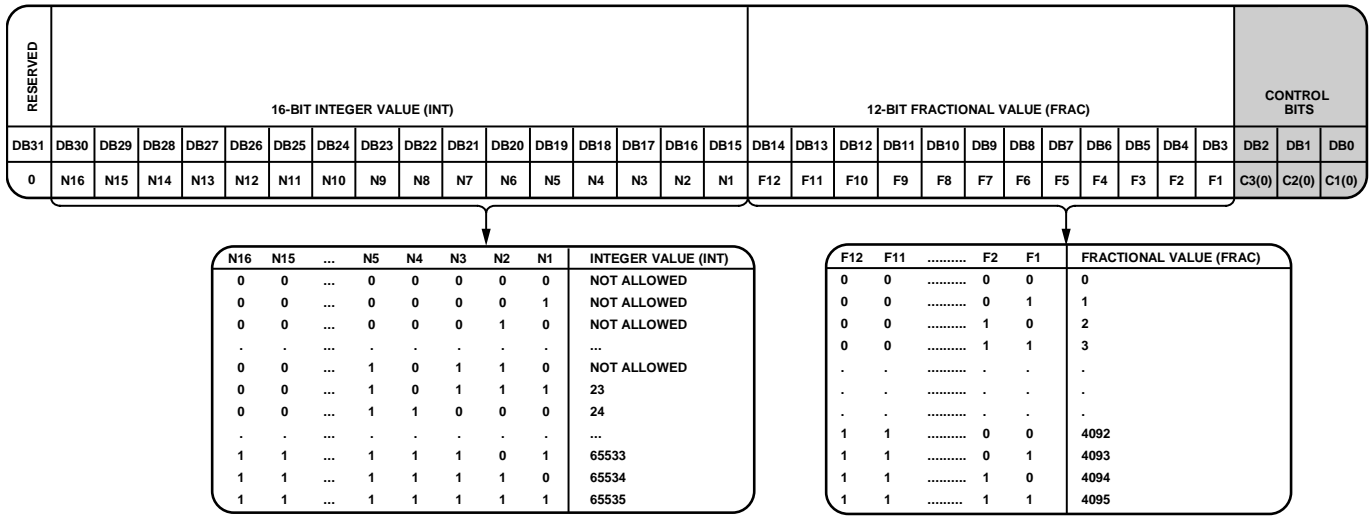 RESERVED
16-BIT INTEGER VALUE (INT)
12-BIT FRACTIONAL VALUE (FRAC)
CONTROL
BITS
DB31 DB30 DB29 DB28 DB27 DB26 DB25 DB24 DB23 DB22 DB21 DB20 DB19 DB18 DB17 DB16 DB15 DB14 DB13 DB12 DB11 DB10 DB9 DB8 DB7 DB6 DB5 DB4 DB3 DB2 DB1 DB0
0 N16 N15 N14 N13 N12 N11 N10 N9 N8 N7 N6 N5 N4 N3 N2 N1 F12 F11 F10 F9 F8 F7 F6 F5 F4 F3 F2 F1 C3(0) C2(0) C1(0)
N16 N15 ... N5 N4 N3 N2 N1 INTEGER VALUE (INT)
0 0 ... 0 0 0 0 0 NOT ALLOWED
0 0 ... 0 0 0 0 1 NOT ALLOWED
0 0 ... 0 0 0 1 0 NOT ALLOWED
. . ... . . . . . ...
0 0 ... 1 0 1 1 0 NOT ALLOWED
0 0 ... 1 0 1 1 1 23
0 0 ... 1 1 0 0 0 24
. . ... . . . . . ...
1 1 ... 1 1 1 0 1 65533
1 1 ... 1 1 1 1 0 65534
1 1 ... 1 1 1 1 1 65535
F12 F11 .......... F2 F1 FRACTIONAL VALUE (FRAC)
0 0 .......... 0 0 0
0 0 .......... 0 1 1
0 0 .......... 1 0 2
0 0 .......... 1 1 3
. . .......... . . .
. . .......... . . .
. . .......... . . .
1 1 .......... 0 0 4092
1 1 .......... 0 1 4093
1 1 .......... 1 0 4094
1 1 ......... 1 1 4095